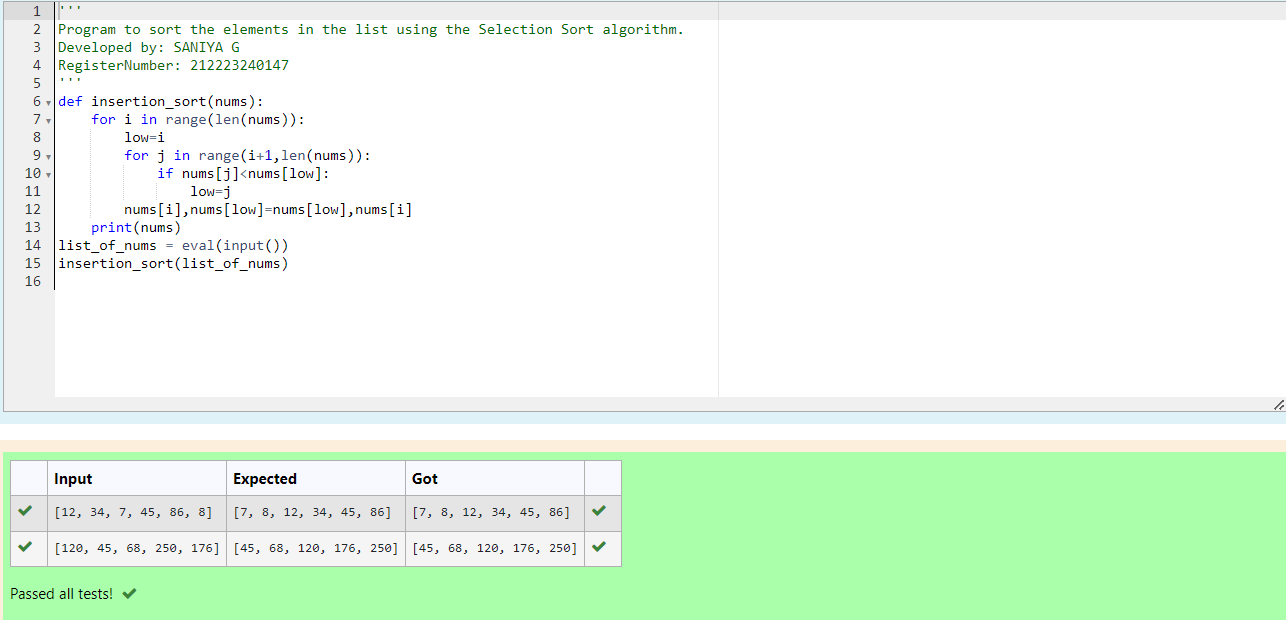 1 '''
2 Program to sort the elements in the list using the Selection Sort algorithm.
3 Developed by: SANIYA G
4 RegisterNumber: 212223240147
5 '''
6 def insertion_sort(nums):
7     for i in range(len(nums)):
8         low=i
9         for j in range(i+1,len(nums)):
10             if nums[j]<nums[low]:
11                 low=j
12         nums[i],nums[low]=nums[low],nums[i]
13     print(nums)
14 list_of_nums = eval(input())
15 insertion_sort(list_of_nums)
16
Input Expected Got
[12, 34, 7, 45, 86, 8] [7, 8, 12, 34, 45, 86] [7, 8, 12, 34, 45, 86]
[120, 45, 68, 250, 176] [45, 68, 120, 176, 250] [45, 68, 120, 176, 250]
Passed all tests!